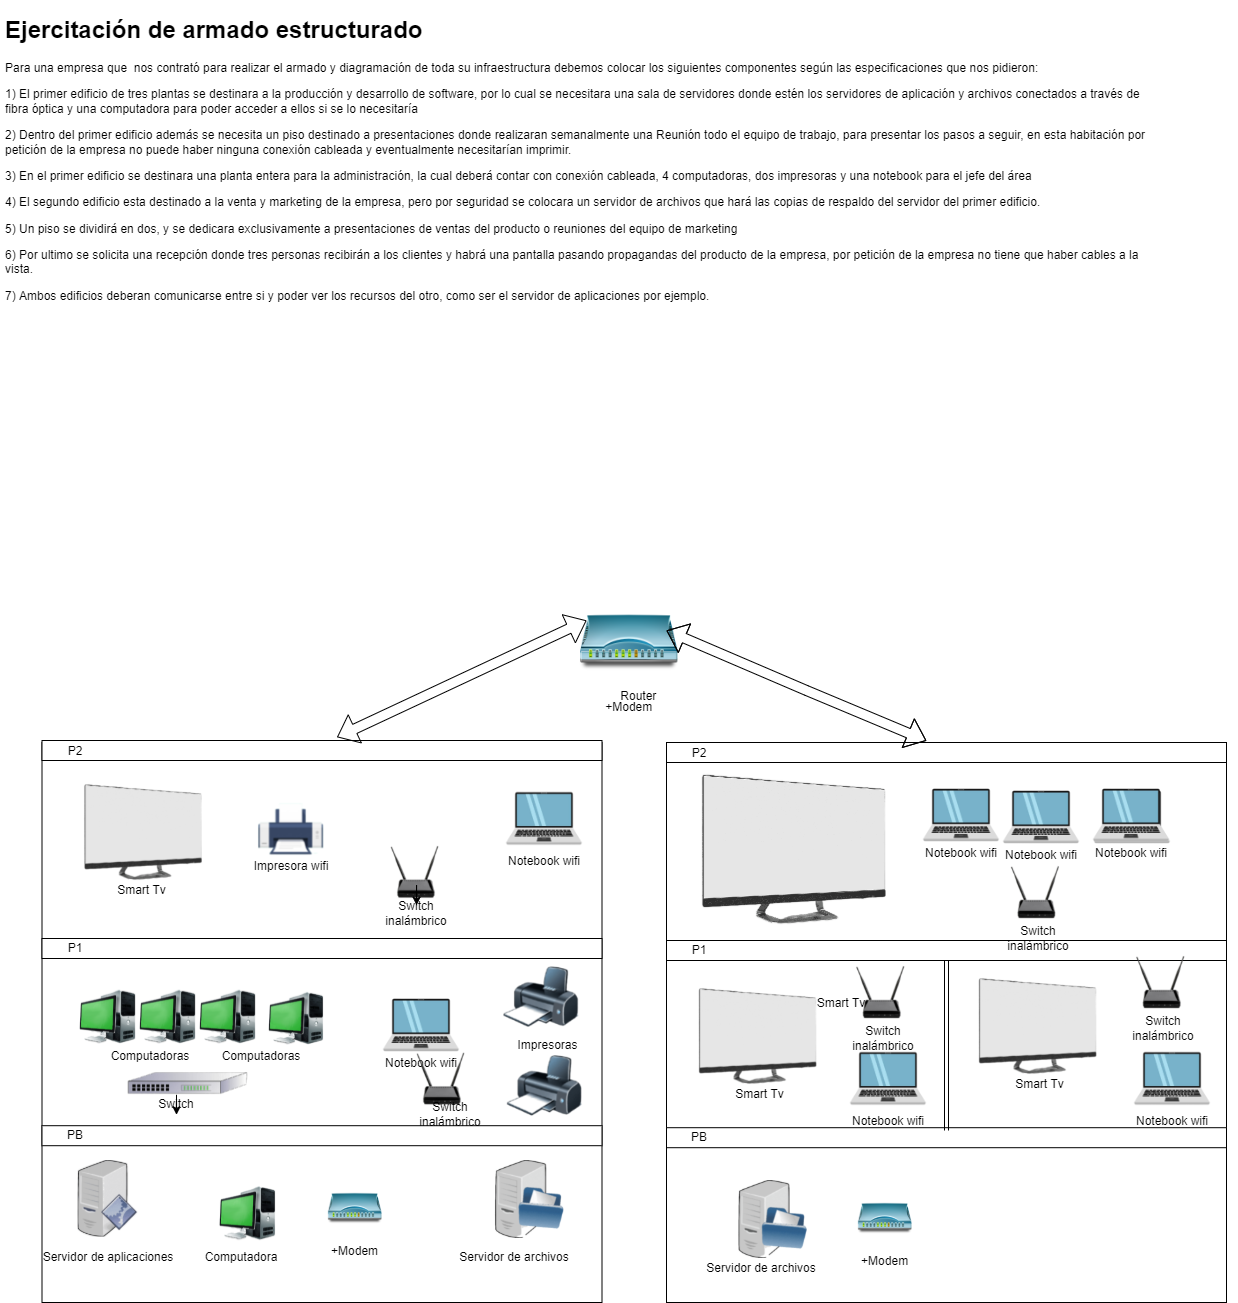 Ejercitación de armado estructurado
Para una empresa que  nos contrató para realizar el armado y diagramación de toda su infraestructura debemos colocar los siguientes componentes según las especificaciones que nos pidieron:
1) El primer edificio de tres plantas se destinara a la producción y desarrollo de software, por lo cual se necesitara una sala de servidores donde estén los servidores de aplicación y archivos conectados a través de
fibra óptica y una computadora para poder acceder a ellos si se lo necesitaría
2) Dentro del primer edificio además se necesita un piso destinado a presentaciones donde realizaran semanalmente una Reunión todo el equipo de trabajo, para presentar los pasos a seguir, en esta habitación por
petición de la empresa no puede haber ninguna conexión cableada y eventualmente necesitarían imprimir.
3) En el primer edificio se destinara una planta entera para la administración, la cual deberá contar con conexión cableada, 4 computadoras, dos impresoras y una notebook para el jefe del área
4) El segundo edificio esta destinado a la venta y marketing de la empresa, pero por seguridad se colocara un servidor de archivos que hará las copias de respaldo del servidor del primer edificio.
5) Un piso se dividirá en dos, y se dedicara exclusivamente a presentaciones de ventas del producto o reuniones del equipo de marketing
6) Por ultimo se solicita una recepción donde tres personas recibirán a los clientes y habrá una pantalla pasando propagandas del producto de la empresa, por petición de la empresa no tiene que haber cables a la
vista.
7) Ambos edificios deberan comunicarse entre si y poder ver los recursos del otro, como ser el servidor de aplicaciones por ejemplo.
Router
+Modem
P2
Smart Tv
Impresora wifi
Switch
inalámbrico
Notebook wifi
P1
Computadoras
Computadoras
Switch
Notebook wifi
Switch
inalámbrico
Impresoras
PB
Servidor de aplicaciones
Computadora
+Modem
Servidor de archivos
P2
Notebook wifi
Notebook wifi
Notebook wifi
Switch
inalámbrico
P1
Smart Tv
Switch
inalámbrico
Smart Tv
Notebook wifi
Switch
inalámbrico
Smart Tv
Notebook wifi
PB
Servidor de archivos
+Modem